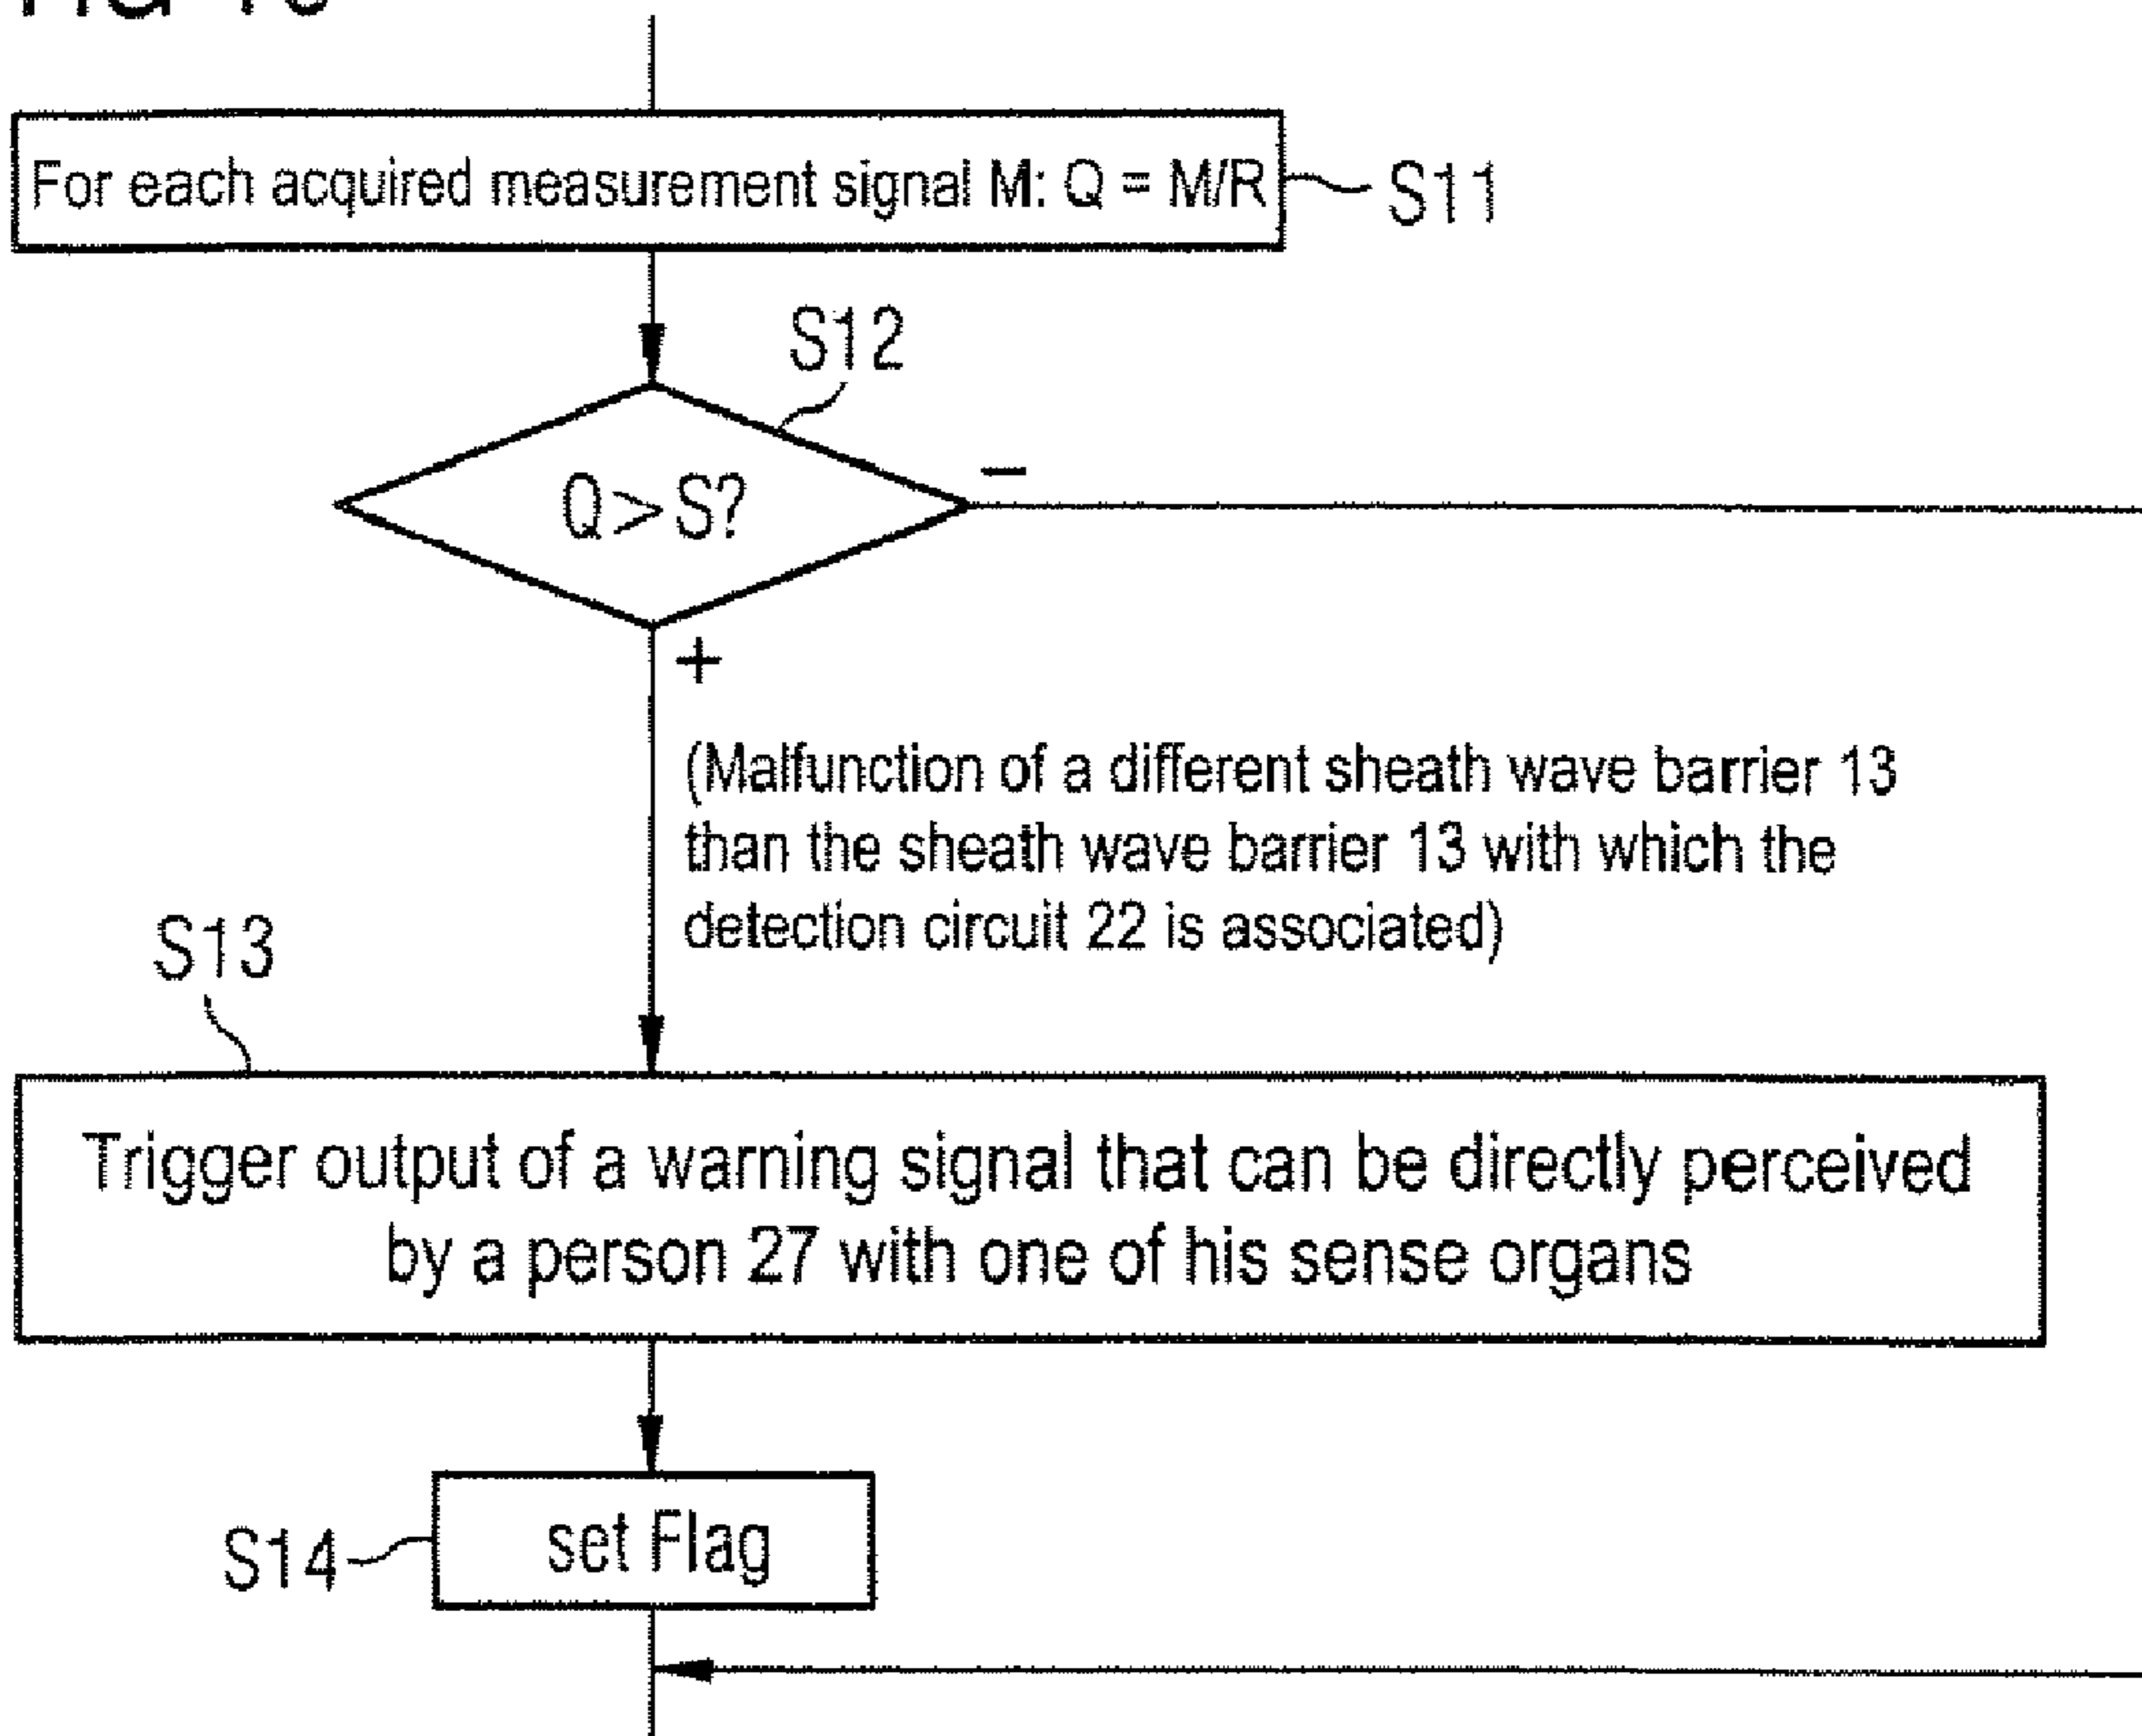 For each acquired measurement signal M: Q = M/R
S11
S12
Q>S?
−
+
(Malfunction of a different sheath wave barrier 13
than the sheath wave barrier 13 with which the
detection circuit 22 is associated)
S13
Trigger output of a warning signal that can be directly perceived
by a person 27 with one of his sense organs
S14
set Flag